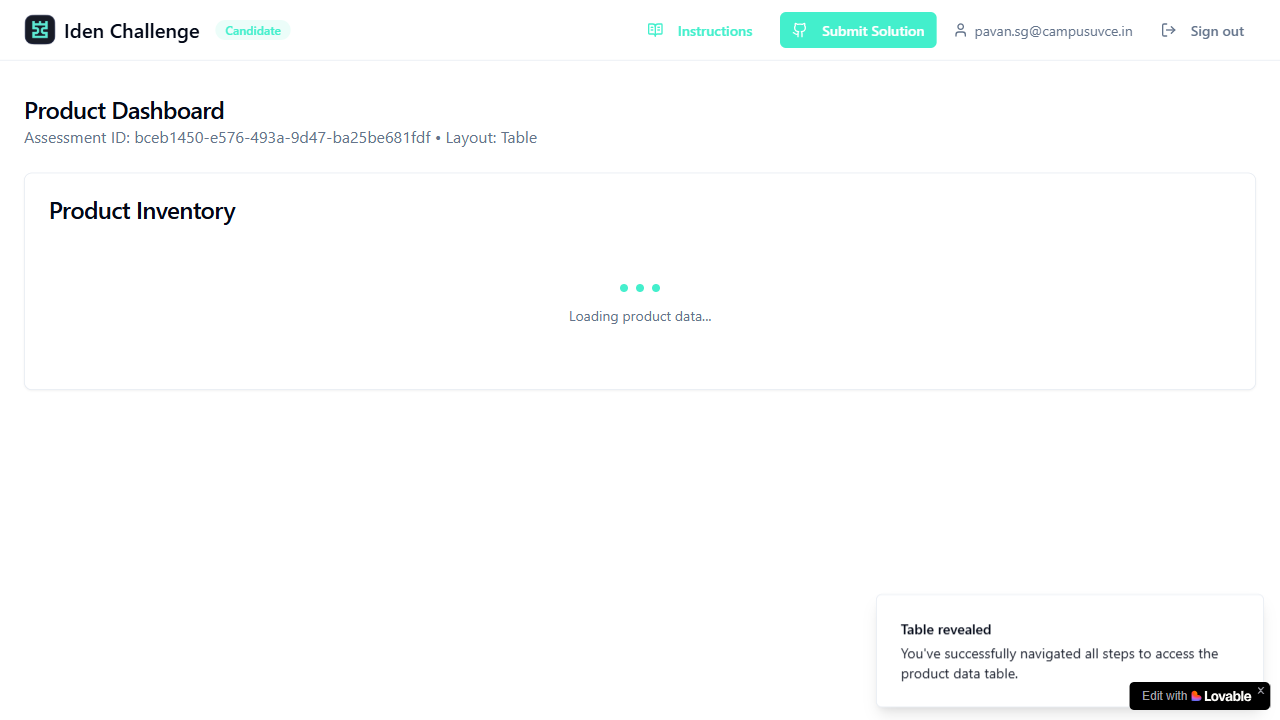 Iden Challenge
Candidate
Instructions
Submit Solution
pavan.sg@campusuvce.in
Sign out
Product Dashboard
Assessment ID: bceb1450-e576-493a-9d47-ba25be681fdf • Layout: Table
Product Inventory
Loading product data...
Table revealed
You've successfully navigated all steps to access the
product data table.
Edit with Lovable
x